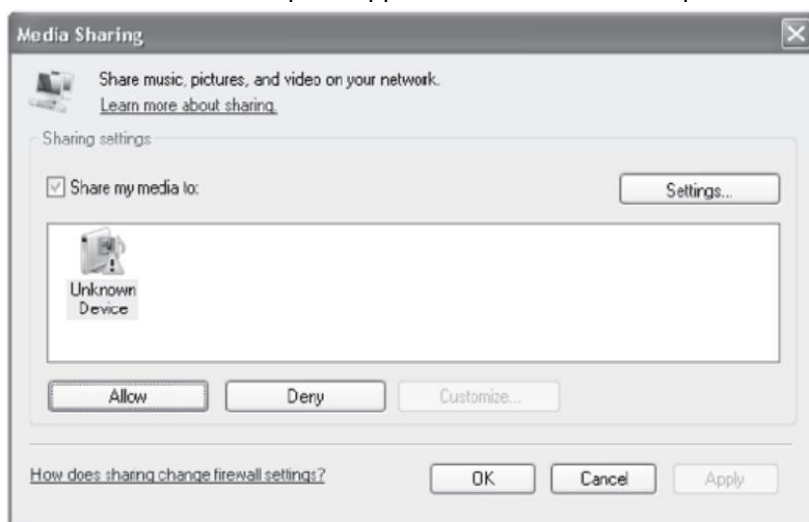 Media Sharing
Share music, pictures, and video on your network.
Learn more about sharing.
Sharing settings
Share my media to:
Settings...
Unknown
Device
Allow
Deny
Customize...
How does sharing change firewall settings?
OK
Cancel
Apply